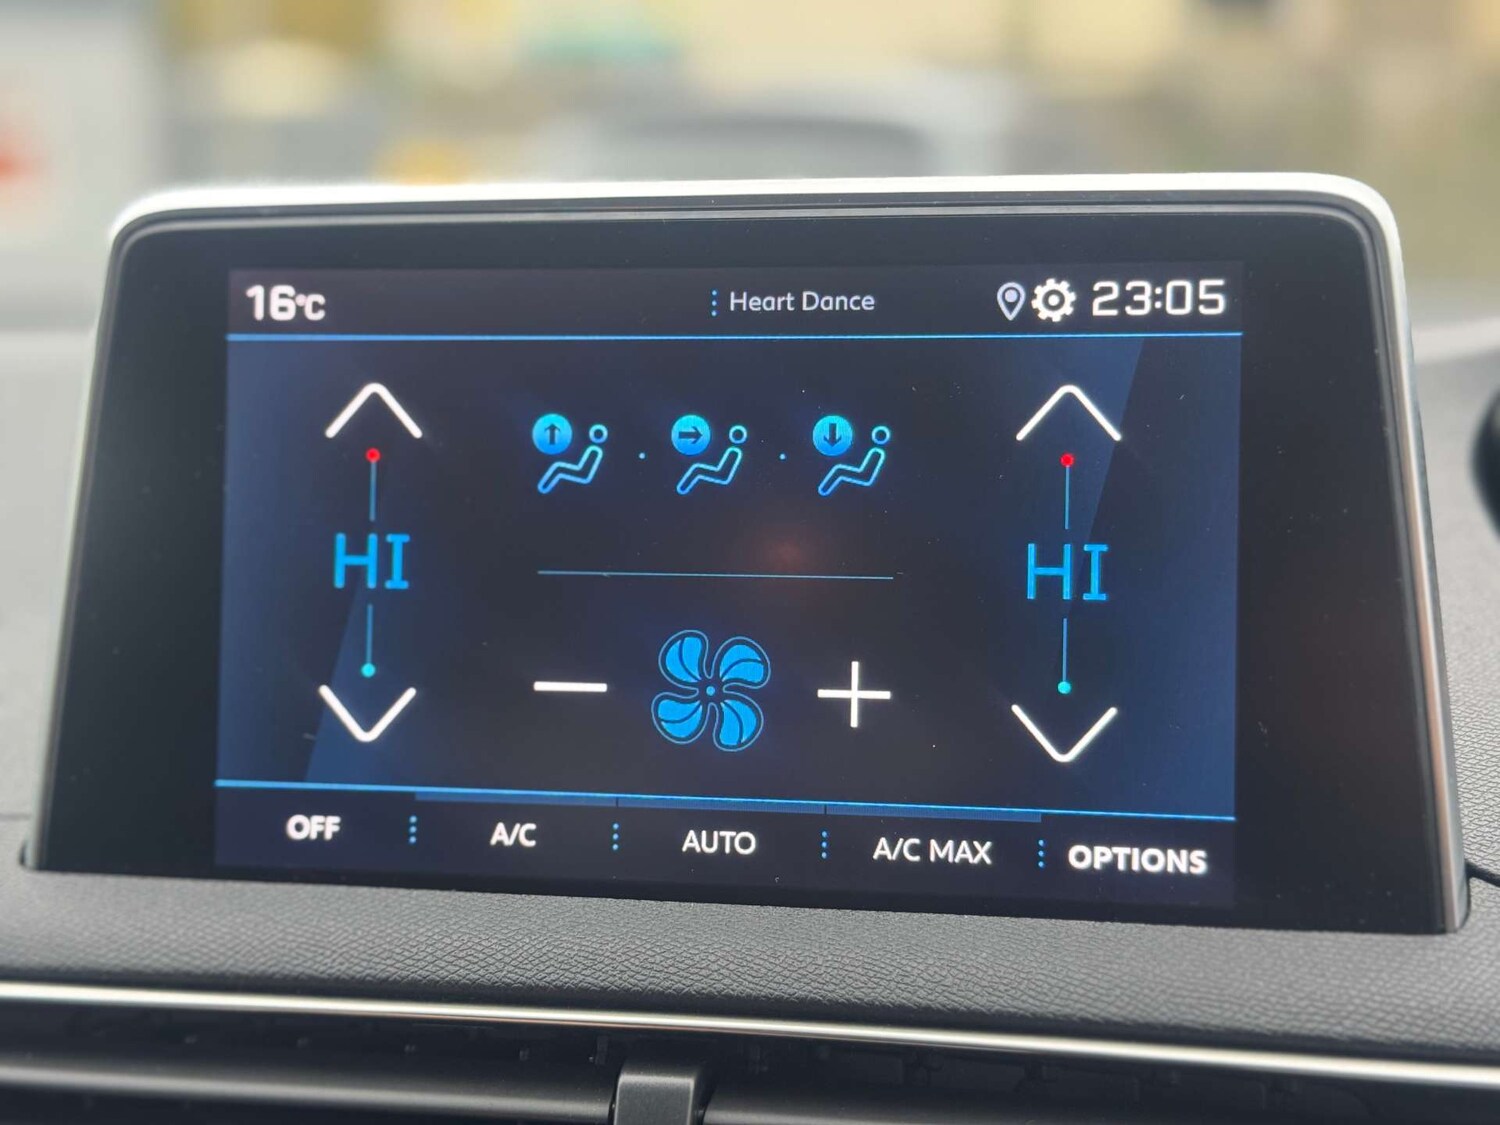 16°C Heart Dance 23:05
HI HI
OFF A/C AUTO A/C MAX OPTIONS